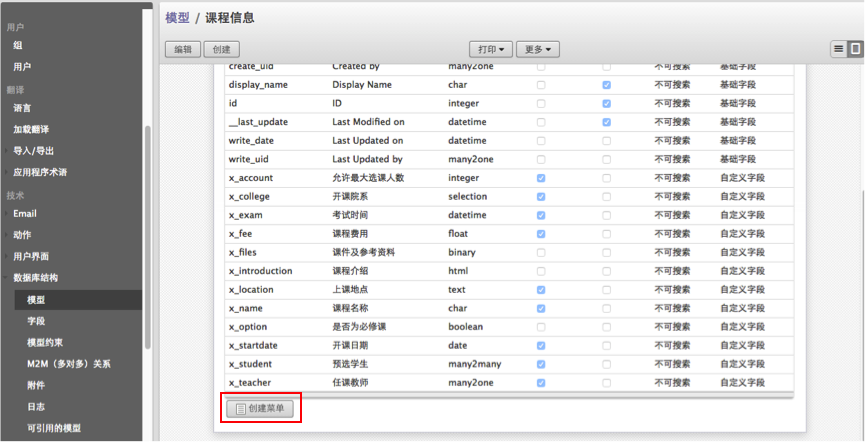 用户
组
用户
翻译
语言
加载翻译
导入/导出
应用程序术语
技术
Email
动作
用户界面
数据库结构
模型
字段
模型约束
M2M（多对多）关系
附件
日志
可引用的模型
模型 / 课程信息
编辑 创建 打印 更多
create_uid Created by many2one 不可搜索 基础字段
display_name Display Name char 不可搜索 基础字段
id ID integer 不可搜索 基础字段
__last_update Last Modified on datetime 不可搜索 基础字段
write_date Last Updated on datetime 不可搜索 基础字段
write_uid Last Updated by many2one 不可搜索 基础字段
x_account 允许最大选课人数 integer 不可搜索 自定义字段
x_college 开课院系 selection 不可搜索 自定义字段
x_exam 考试时间 datetime 不可搜索 自定义字段
x_fee 课程费用 float 不可搜索 自定义字段
x_files 课件及参考资料 binary 不可搜索 自定义字段
x_introduction 课程介绍 html 不可搜索 自定义字段
x_location 上课地点 text 不可搜索 自定义字段
x_name 课程名称 char 不可搜索 自定义字段
x_option 是否为必修课 boolean 不可搜索 自定义字段
x_startdate 开课日期 date 不可搜索 自定义字段
x_student 预选学生 many2many 不可搜索 自定义字段
x_teacher 任课教师 many2one 不可搜索 自定义字段
创建菜单